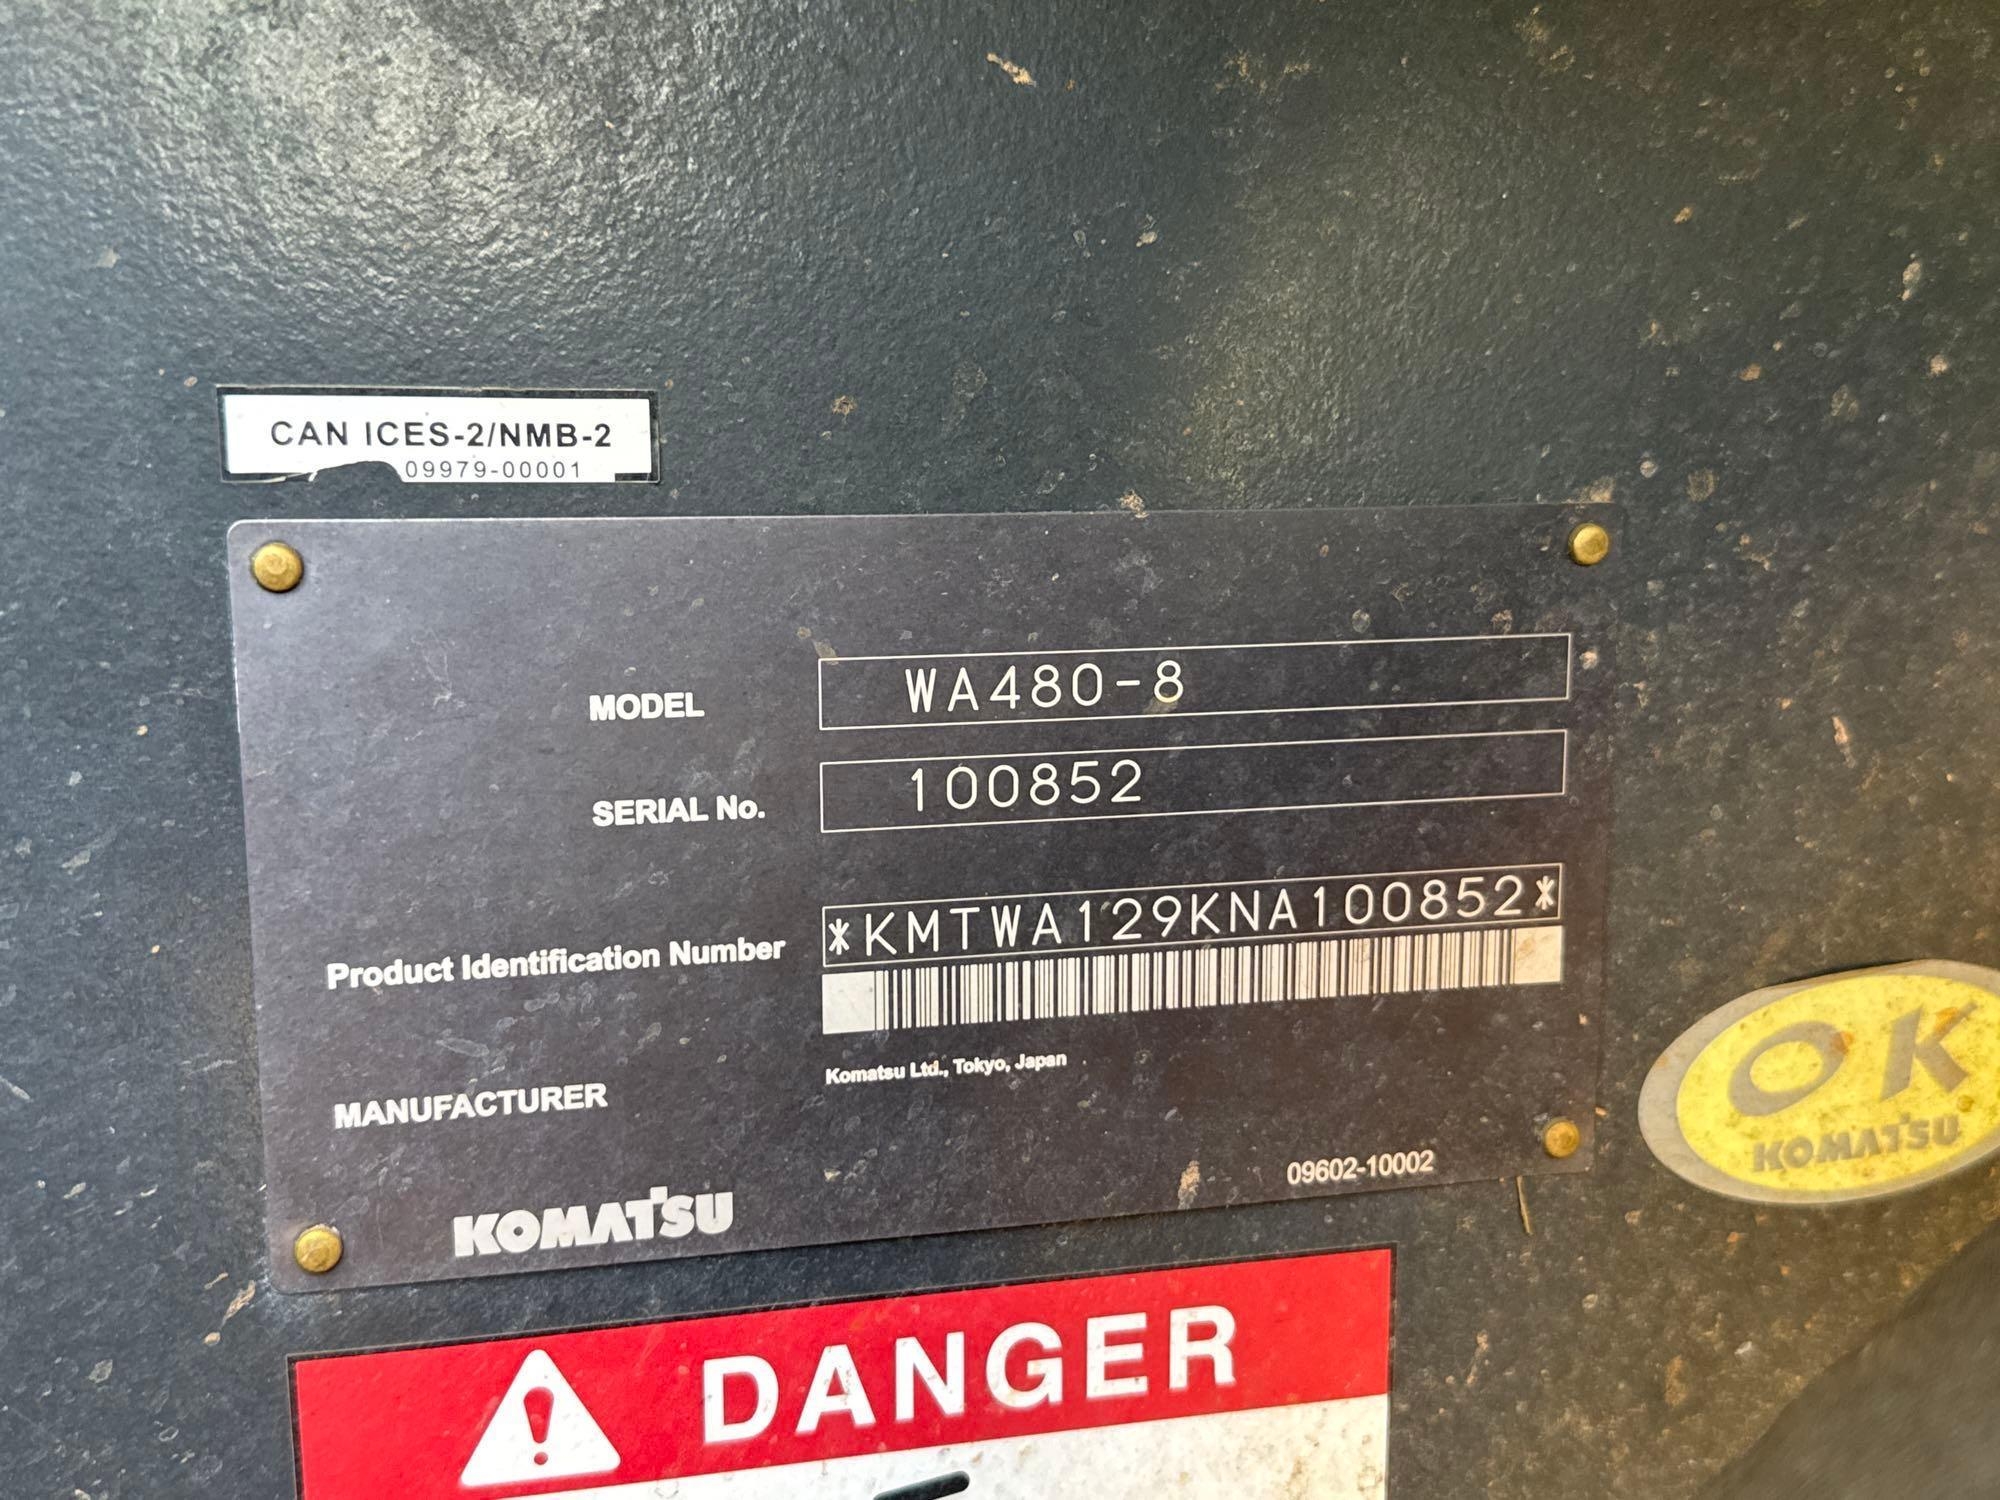 CAN ICES-2/NMB-2
09979-00001
MODEL WA480-8
SERIAL No. 100852
Product Identification Number *KMTWA129KNA100852*
MANUFACTURER Komatsu Ltd., Tokyo, Japan
KOMATSU 09602-10002
OK
KOMATSU
DANGER